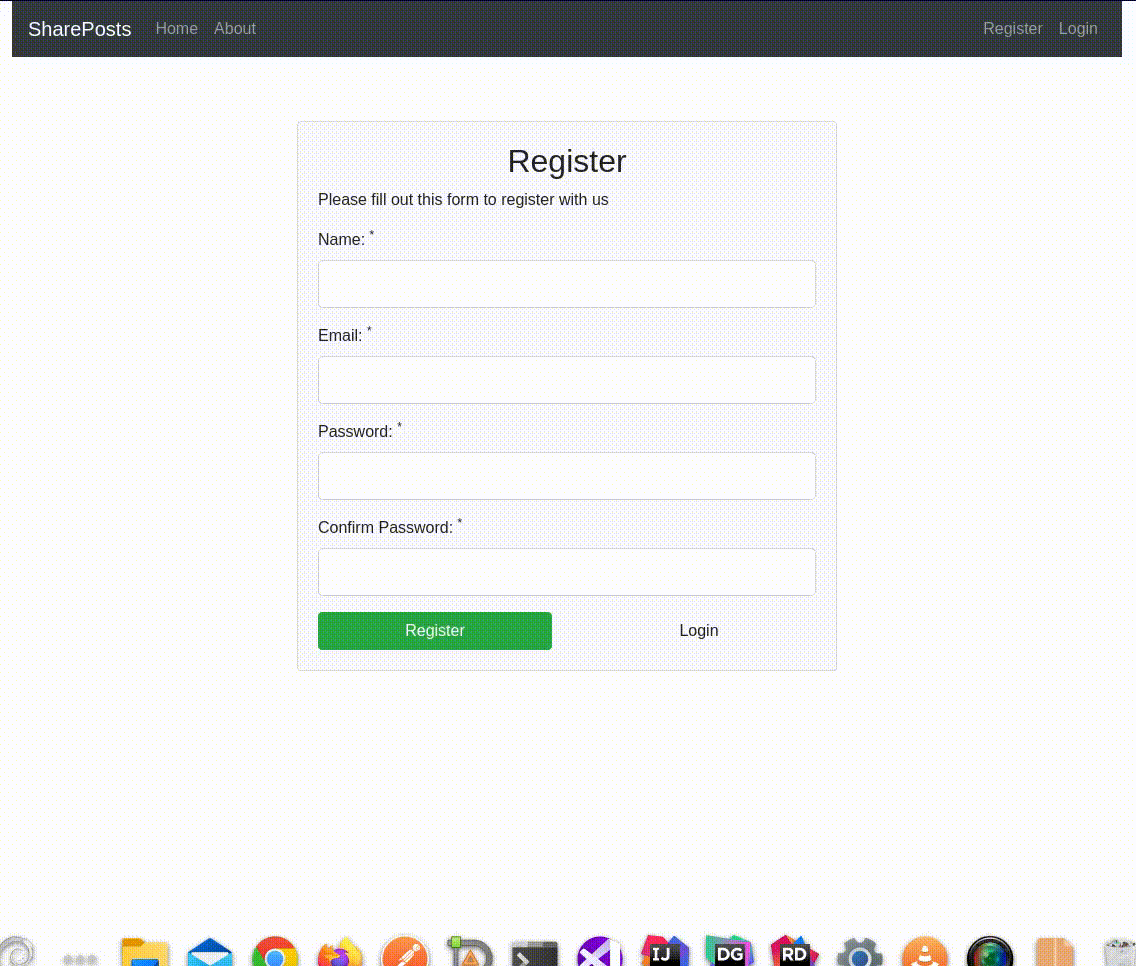 SharePosts Home About Register Login
Register
Please fill out this form to register with us
Name: *
Email: *
Password: *
Confirm Password: *
Register Login
IJ DG RD